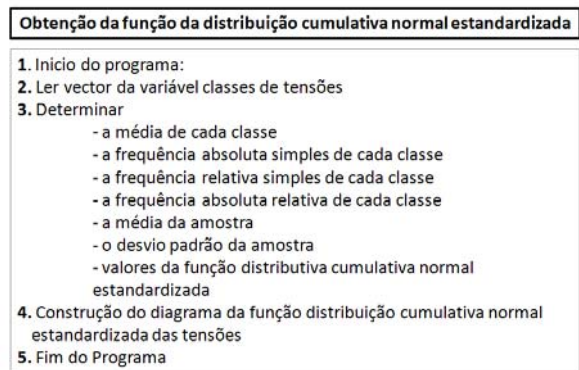 Obtenção da função da distribuição cumulativa normal estandardizada
1. Inicio do programa:
2. Ler vector da variável classes de tensões
3. Determinar
- a média de cada classe
- a frequência absoluta simples de cada classe
- a frequência relativa simples de cada classe
- a frequência absoluta relativa de cada classe
- a média da amostra
- o desvio padrão da amostra
- valores da função distributiva cumulativa normal
estandardizada
4. Construção do diagrama da função distribuição cumulativa normal
estandardizada das tensões
5. Fim do Programa